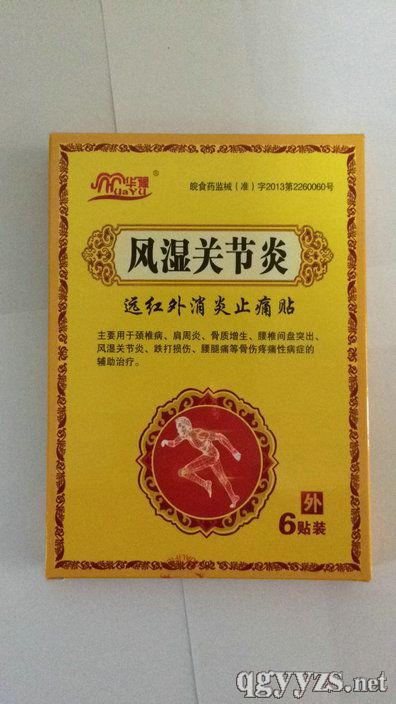 华豫®
HuaYu
皖食药监械（准）字2013第2260060号
风湿关节炎
远红外消炎止痛贴
主要用于颈椎病、肩周炎、骨质增生、腰椎间盘突出、
风湿关节炎、跌打损伤、腰腿痛等骨伤疼痛性病症的
辅助治疗。
外
6贴装
qgyyzs.net